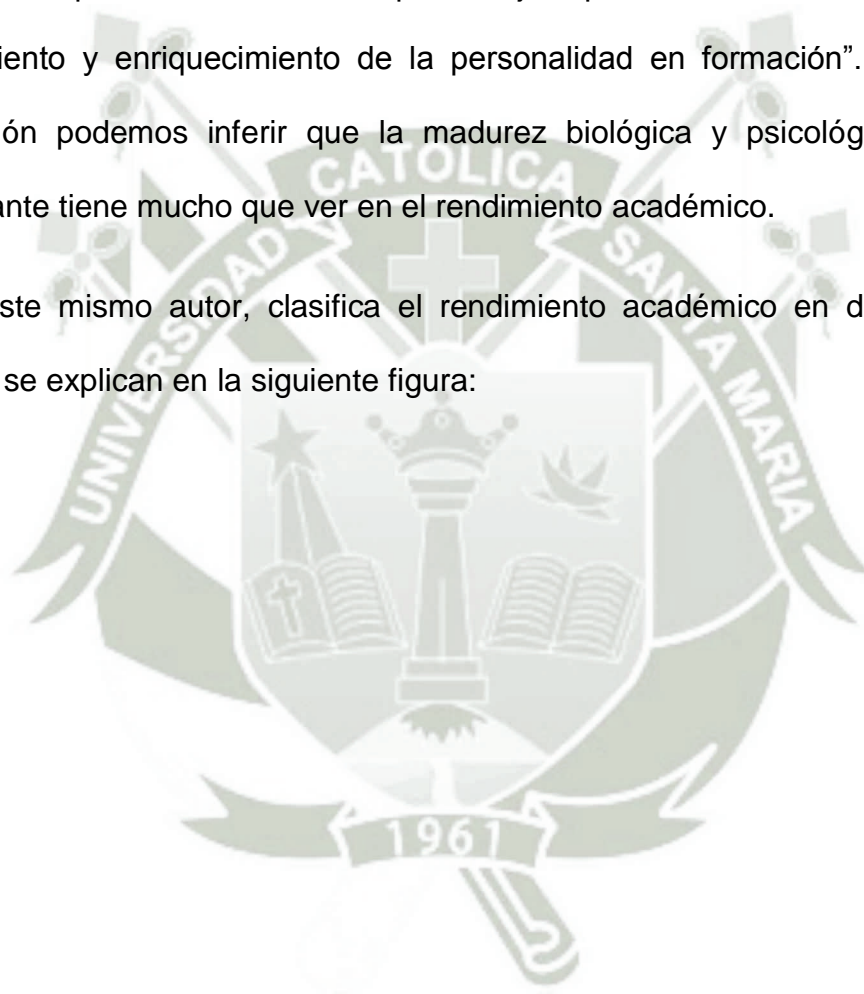 iento y enriquecimiento de la personalidad en formación”.
ón podemos inferir que la madurez biológica y psicológ
ante tiene mucho que ver en el rendimiento académico.
ste mismo autor, clasifica el rendimiento académico en d
se explican en la siguiente figura:
UNIVERSIDAD CATOLICA SANTA MARIA
1961